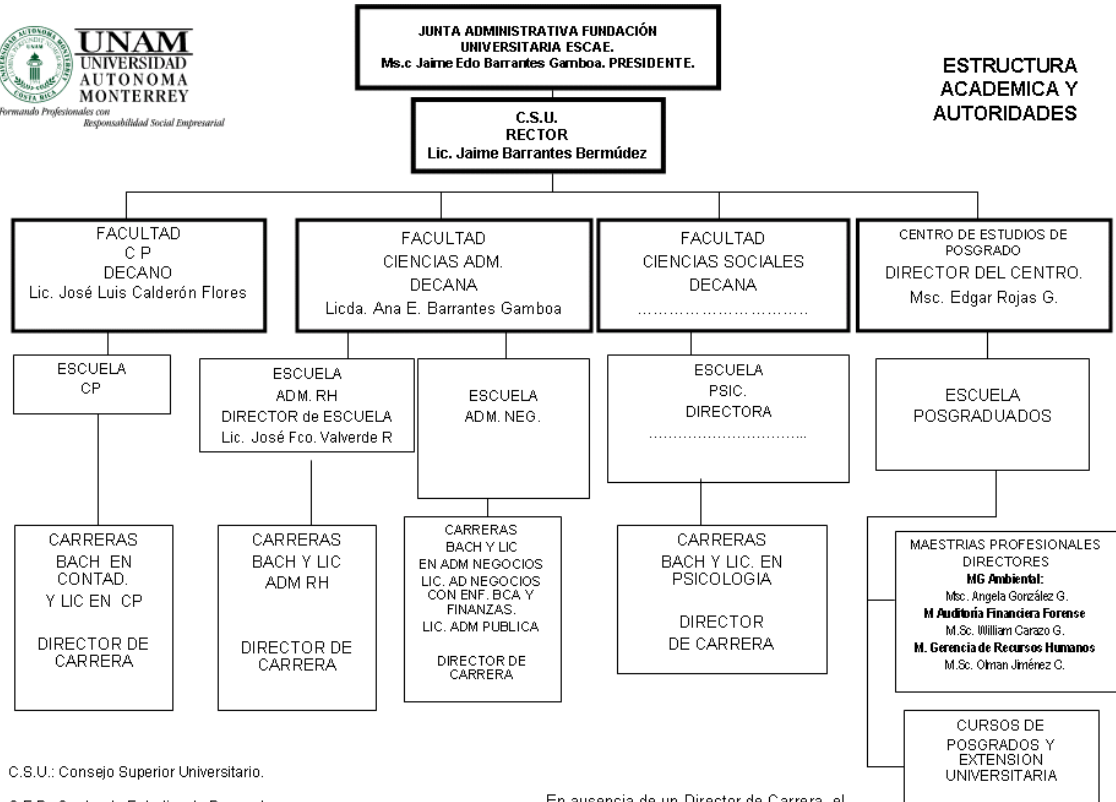 UNAM
UNIVERSIDAD
AUTONOMA
MONTERREY
Formando Profesionales con
Responsabilidad Social Empresarial
JUNTA ADMINISTRATIVA FUNDACIÓN
UNIVERSITARIA ESCAE.
Ms.c Jaime Edo Barrantes Gamboa. PRESIDENTE.
ESTRUCTURA
ACADEMICA Y
AUTORIDADES
C.S.U.
RECTOR
Lic. Jaime Barrantes Bermúdez
FACULTAD
C P
DECANO
Lic. José Luis Calderón Flores
FACULTAD
CIENCIAS ADM.
DECANA
Licda. Ana E. Barrantes Gamboa
FACULTAD
CIENCIAS SOCIALES
DECANA
…………………………..
CENTRO DE ESTUDIOS DE
POSGRADO
DIRECTOR DEL CENTRO.
Msc. Edgar Rojas G.
ESCUELA
CP
ESCUELA
ADM. RH
DIRECTOR de ESCUELA
Lic. José Fco. Valverde R
ESCUELA
ADM. NEG.
ESCUELA
PSIC.
DIRECTORA
…………………………...
ESCUELA
POSGRADUADOS
CARRERAS
BACH EN
CONTAD.
Y LIC EN CP
DIRECTOR DE
CARRERA
CARRERAS
BACH Y LIC
ADM RH
DIRECTOR DE
CARRERA
CARRERAS
BACH Y LIC
EN ADM NEGOCIOS
LIC. AD NEGOCIOS
CON ENF. BCA Y
FINANZAS.
LIC. ADM PUBLICA
DIRECTOR DE
CARRERA
CARRERAS
BACH Y LIC. EN
PSICOLOGIA
DIRECTOR
DE CARRERA
MAESTRIAS PROFESIONALES
DIRECTORES
MG Ambiental:
Msc. Angela González G.
M Auditoría Financiera Forense
M.Sc. William Carazo G.
M. Gerencia de Recursos Humanos
M.Sc. Olman Jiménez C.
CURSOS DE
POSGRADOS Y
EXTENSION
UNIVERSITARIA
C.S.U.: Consejo Superior Universitario.
En ausencia de un Director de Carrera, el